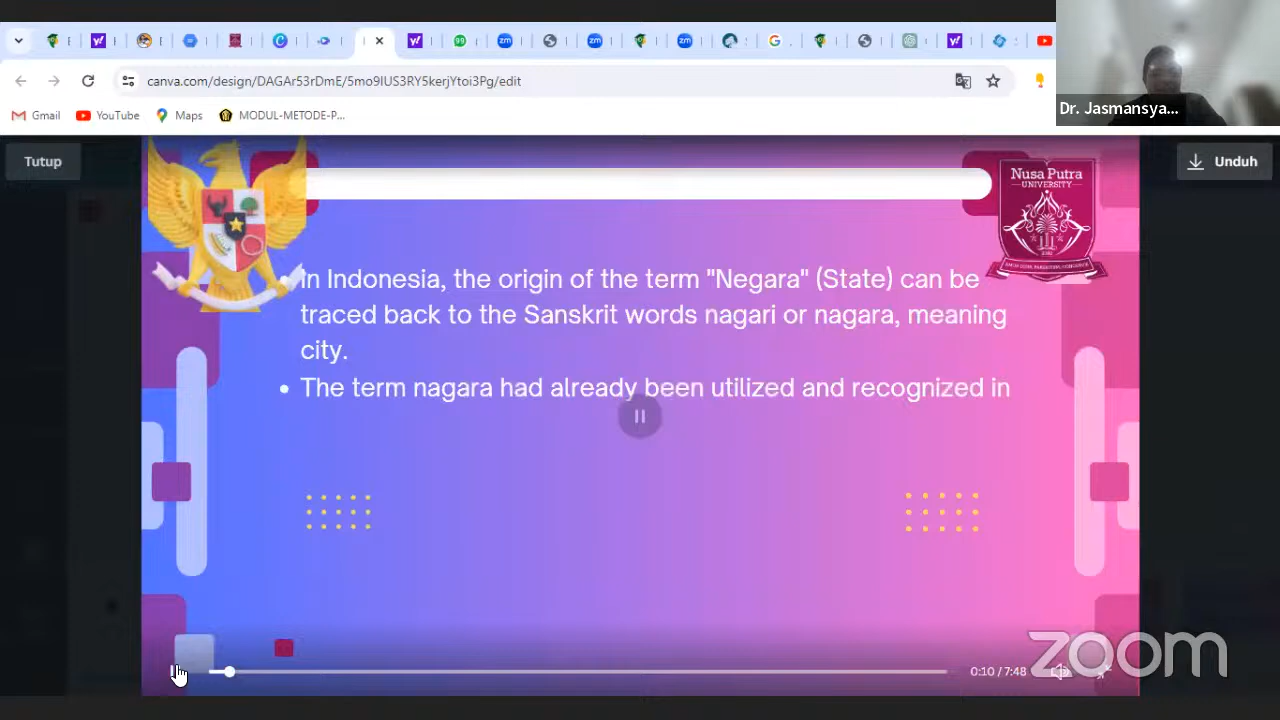 canva.com/design/DAGAr53rDmE/5mo9IUS3RY5kerjYtoi3Pg/edit
Gmail
YouTube
Maps
MODUL-METODE-P...
Dr. Jasmansya...
Tutup
Unduh
Nusa Putra
UNIVERSITY
In Indonesia, the origin of the term "Negara" (State) can be
traced back to the Sanskrit words nagari or nagara, meaning
city.
The term nagara had already been utilized and recognized in
0:10 / 7:48
zoom